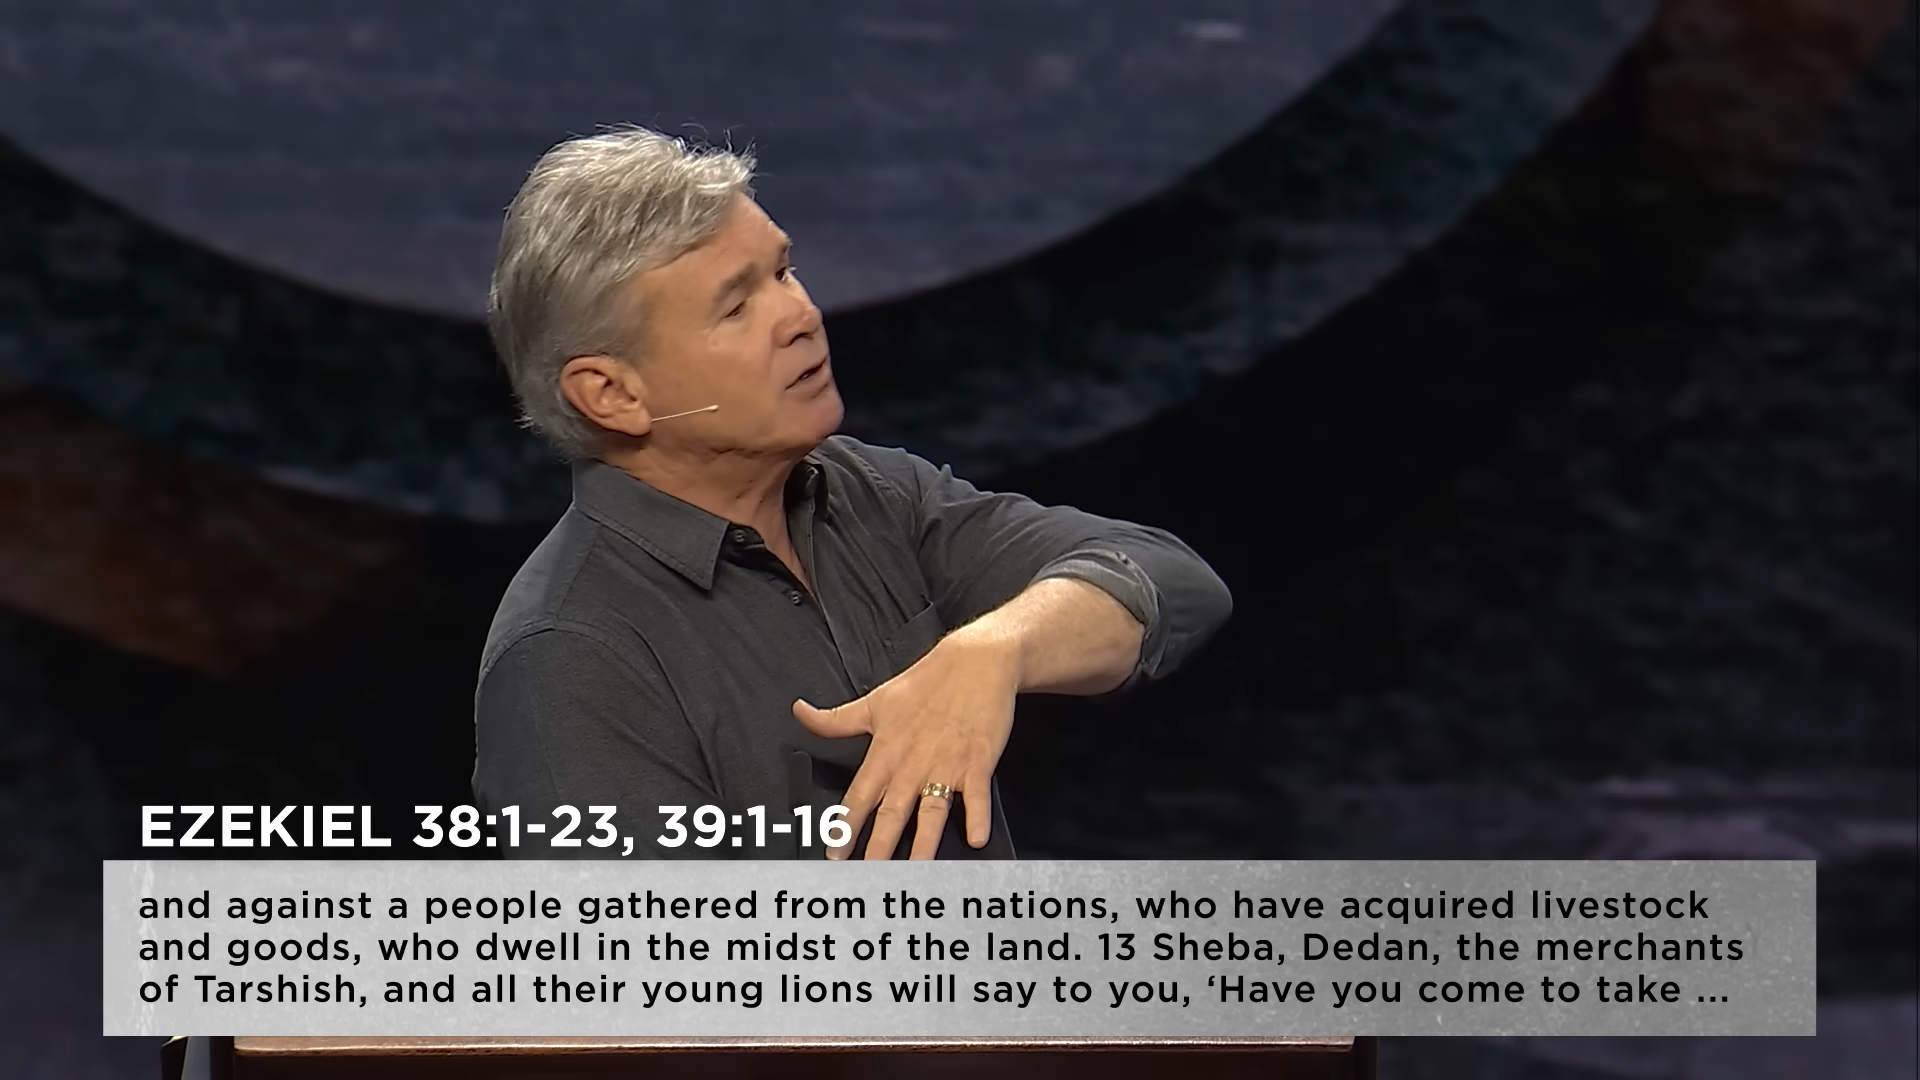 EZEKIEL 38:1-23, 39:1-16
and against a people gathered from the nations, who have acquired livestock
and goods, who dwell in the midst of the land. 13 Sheba, Dedan, the merchants
of Tarshish, and all their young lions will say to you, ‘Have you come to take ...